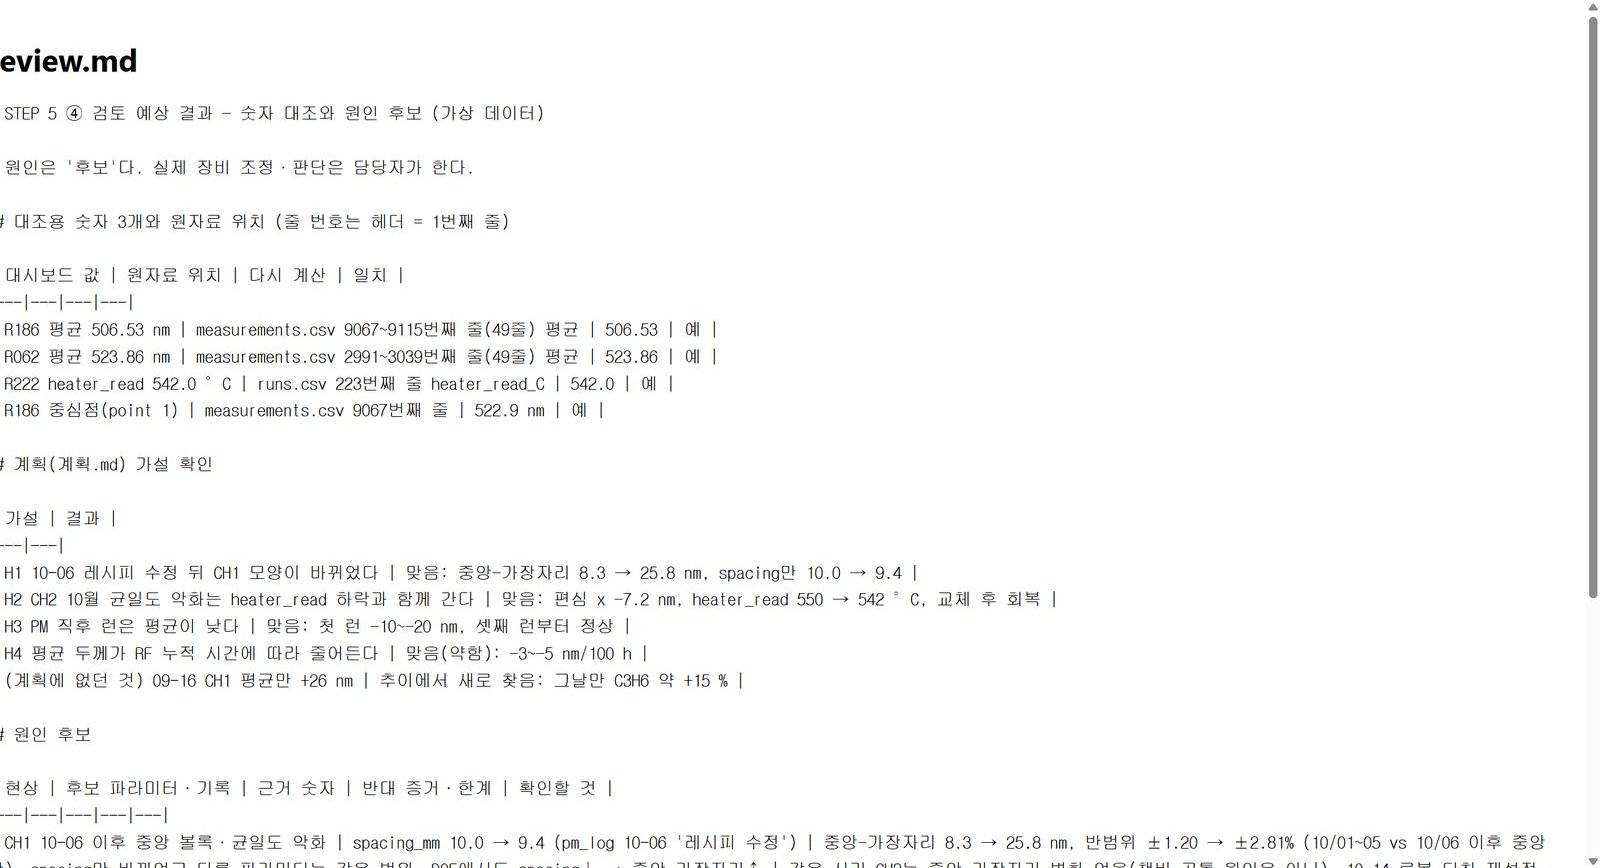 eview.md
STEP 5 ④ 검토 예상 결과 - 숫자 대조와 원인 후보 (가상 데이터)
원인은 '후보'다. 실제 장비 조정·판단은 담당자가 한다.
# 대조용 숫자 3개와 원자료 위치 (줄 번호는 헤더 = 1번째 줄)
대시보드 값 | 원자료 위치 | 다시 계산 | 일치 |
---|---|---|---|
R186 평균 506.53 nm | measurements.csv 9067~9115번째 줄(49줄) 평균 | 506.53 | 예 |
R062 평균 523.86 nm | measurements.csv 2991~3039번째 줄(49줄) 평균 | 523.86 | 예 |
R222 heater_read 542.0 °C | runs.csv 223번째 줄 heater_read_C | 542.0 | 예 |
R186 중심점(point 1) | measurements.csv 9067번째 줄 | 522.9 nm | 예 |
# 계획(계획.md) 가설 확인
가설 | 결과 |
---|---|
H1 10-06 레시피 수정 뒤 CH1 모양이 바뀌었다 | 맞음: 중앙-가장자리 8.3 → 25.8 nm, spacing만 10.0 → 9.4 |
H2 CH2 10월 균일도 악화는 heater_read 하락과 함께 간다 | 맞음: 편심 x -7.2 nm, heater_read 550 → 542 °C, 교체 후 회복 |
H3 PM 직후 런은 평균이 낮다 | 맞음: 첫 런 -10~-20 nm, 셋째 런부터 정상 |
H4 평균 두께가 RF 누적 시간에 따라 줄어든다 | 맞음(약함): -3~-5 nm/100 h |
(계획에 없던 것) 09-16 CH1 평균만 +26 nm | 추이에서 새로 찾음: 그날만 C3H6 약 +15 % |
# 원인 후보
현상 | 후보 파라미터·기록 | 근거 숫자 | 반대 증거·한계 | 확인할 것 |
---|---|---|---|---|
CH1 10-06 이후 중앙 볼록·균일도 악화 | spacing_mm 10.0 → 9.4 (pm_log 10-06 '레시피 수정') | 중앙-가장자리 8.3 → 25.8 nm, 반범위 ±1.20 → ±2.81% (10/01~05 vs 10/06 이후 중앙